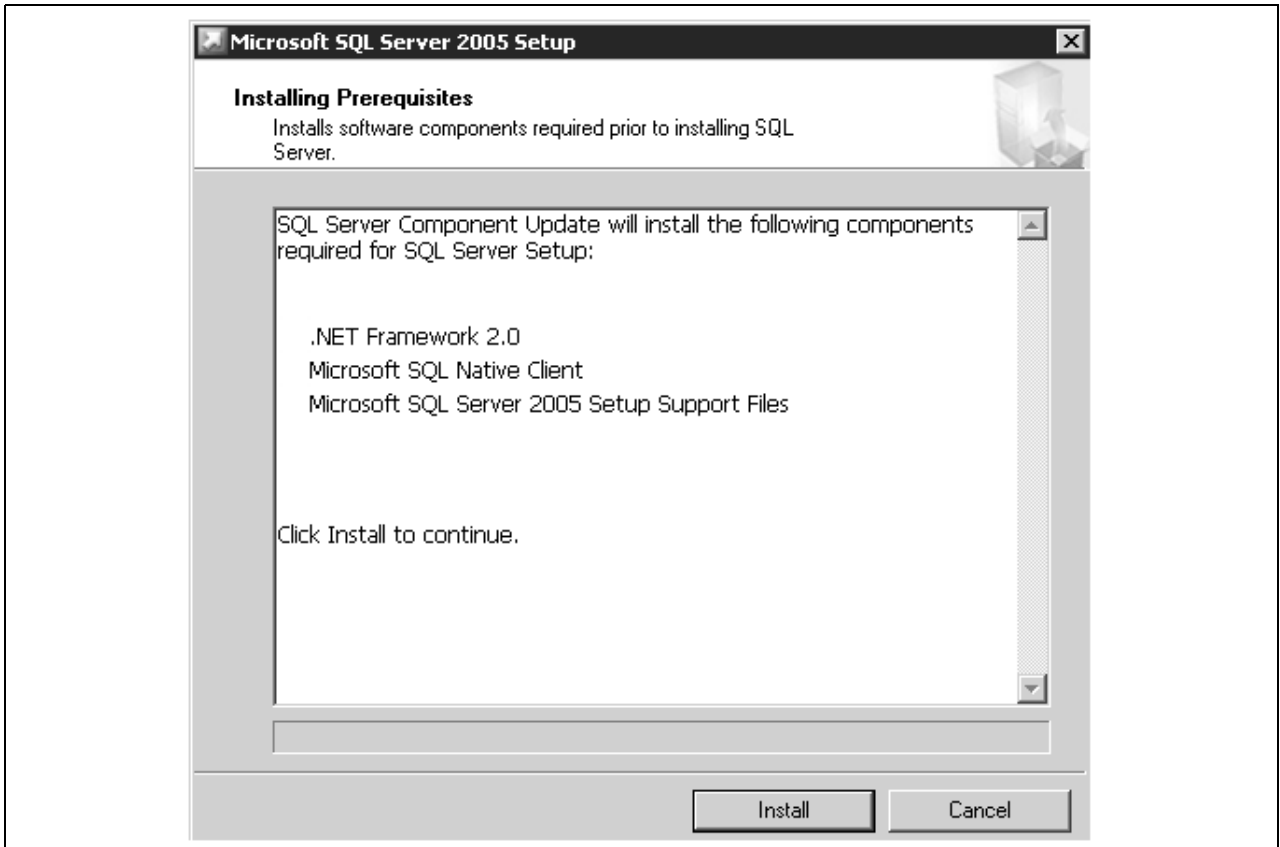 Microsoft SQL Server 2005 Setup
Installing Prerequisites
Installs software components required prior to installing SQL
Server.
SQL Server Component Update will install the following components
required for SQL Server Setup:
.NET Framework 2.0
Microsoft SQL Native Client
Microsoft SQL Server 2005 Setup Support Files
Click Install to continue.
Install
Cancel